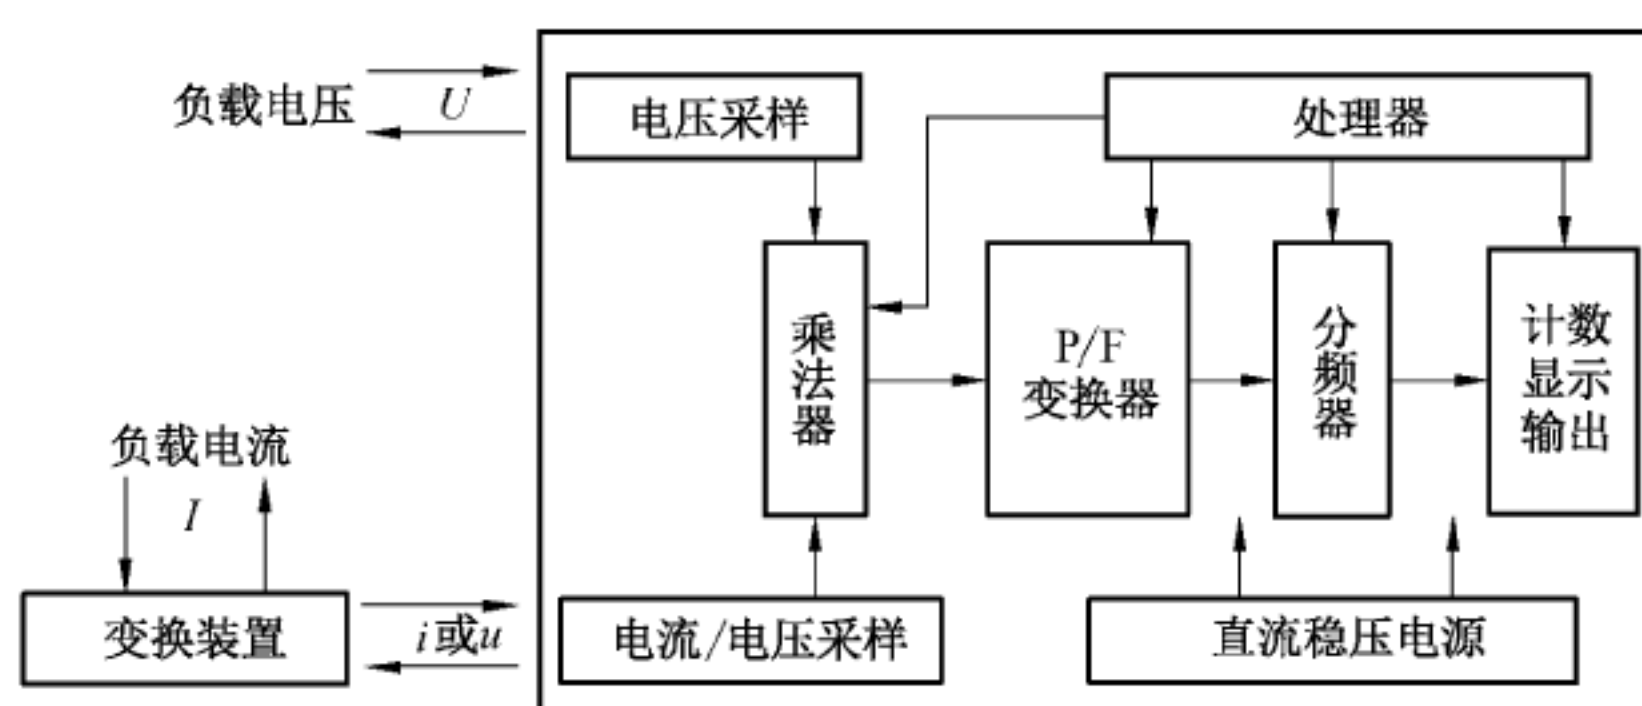 负载电压
U
电压采样
处理器
乘法器
P/F
变换器
分频器
计数
显示
输出
负载电流
I
变换装置
i或u
电流/电压采样
直流稳压电源